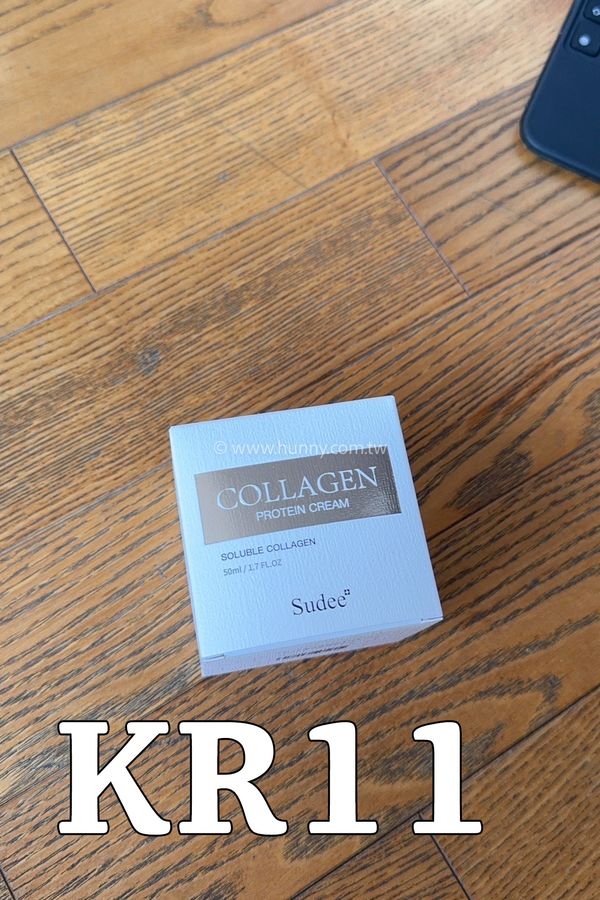 © www.hunny.com.tw
COLLAGEN
PROTEIN CREAM
SOLUBLE COLLAGEN
50ml / 1.7 FL.OZ
Sudee
KR11